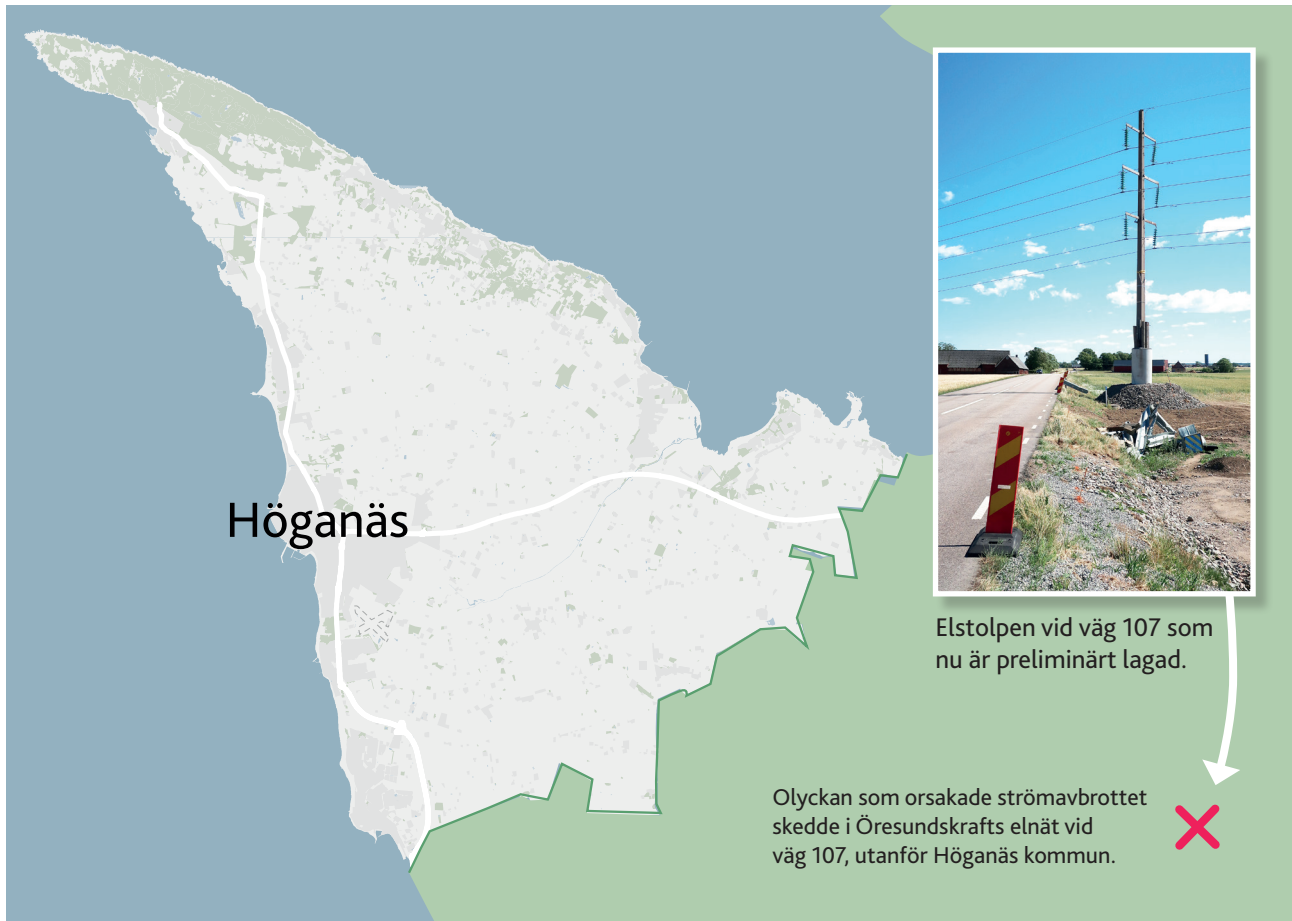 Höganäs
Elstolpen vid väg 107 som
nu är preliminärt lagad.
Olyckan som orsakade strömavbrottet
skedde i Öresundskrafts elnät vid
väg 107, utanför Höganäs kommun.